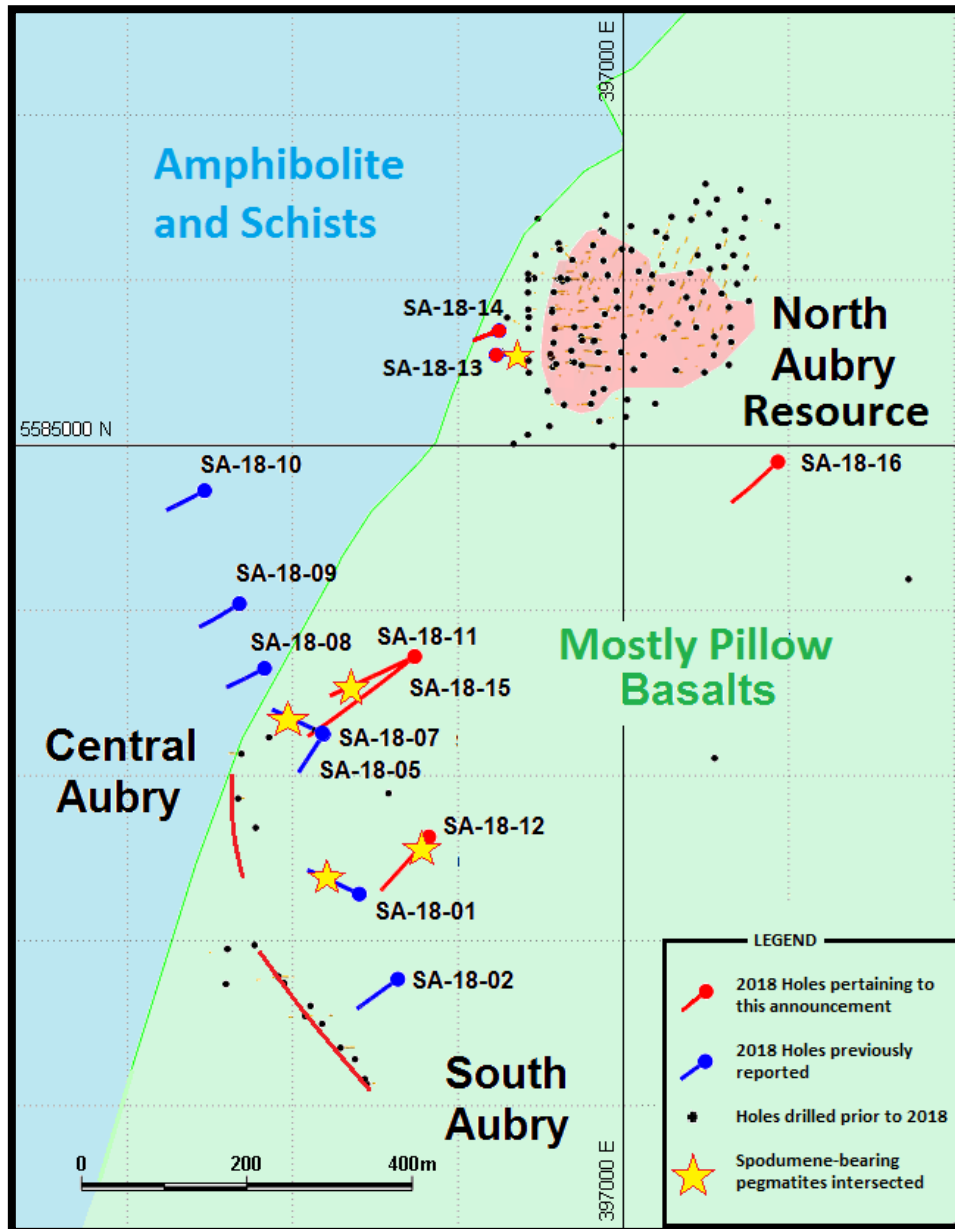 397000 E
Amphibolite
and Schists
SA-18-14
SA-18-13
North
Aubry
Resource
5585000 N
SA-18-10
SA-18-16
SA-18-09
SA-18-08
SA-18-11
Mostly Pillow
Basalts
SA-18-15
Central
Aubry
SA-18-07
SA-18-05
SA-18-12
SA-18-01
SA-18-02
South
Aubry
397000 E
0 200 400m
LEGEND
2018 Holes pertaining to
this announcement
2018 Holes previously
reported
Holes drilled prior to 2018
Spodumene-bearing
pegmatites intersected